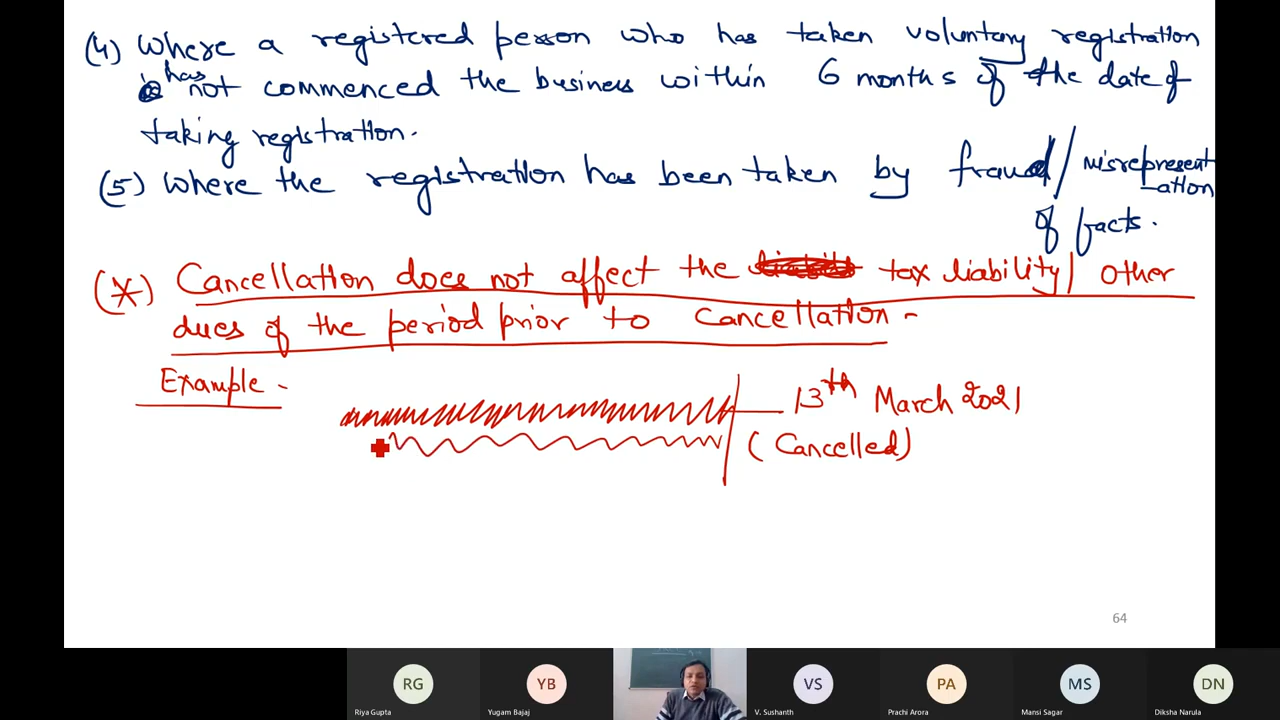 (4) Where a registered person who has taken voluntary registration
has not commenced the business within 6 months of the date of
taking registration.
(5) Where the registration has been taken by fraud / misrepresent
-ation
of facts.
(*) Cancellation does not affect the tax liability / other
dues of the period prior to cancellation -
Example -
13th March 2021
(Cancelled)
64
RG YB VS PA MS DN
Riya Gupta Yugam Bajaj V. Sushanth Prachi Arora Mansi Sagar Diksha Narula